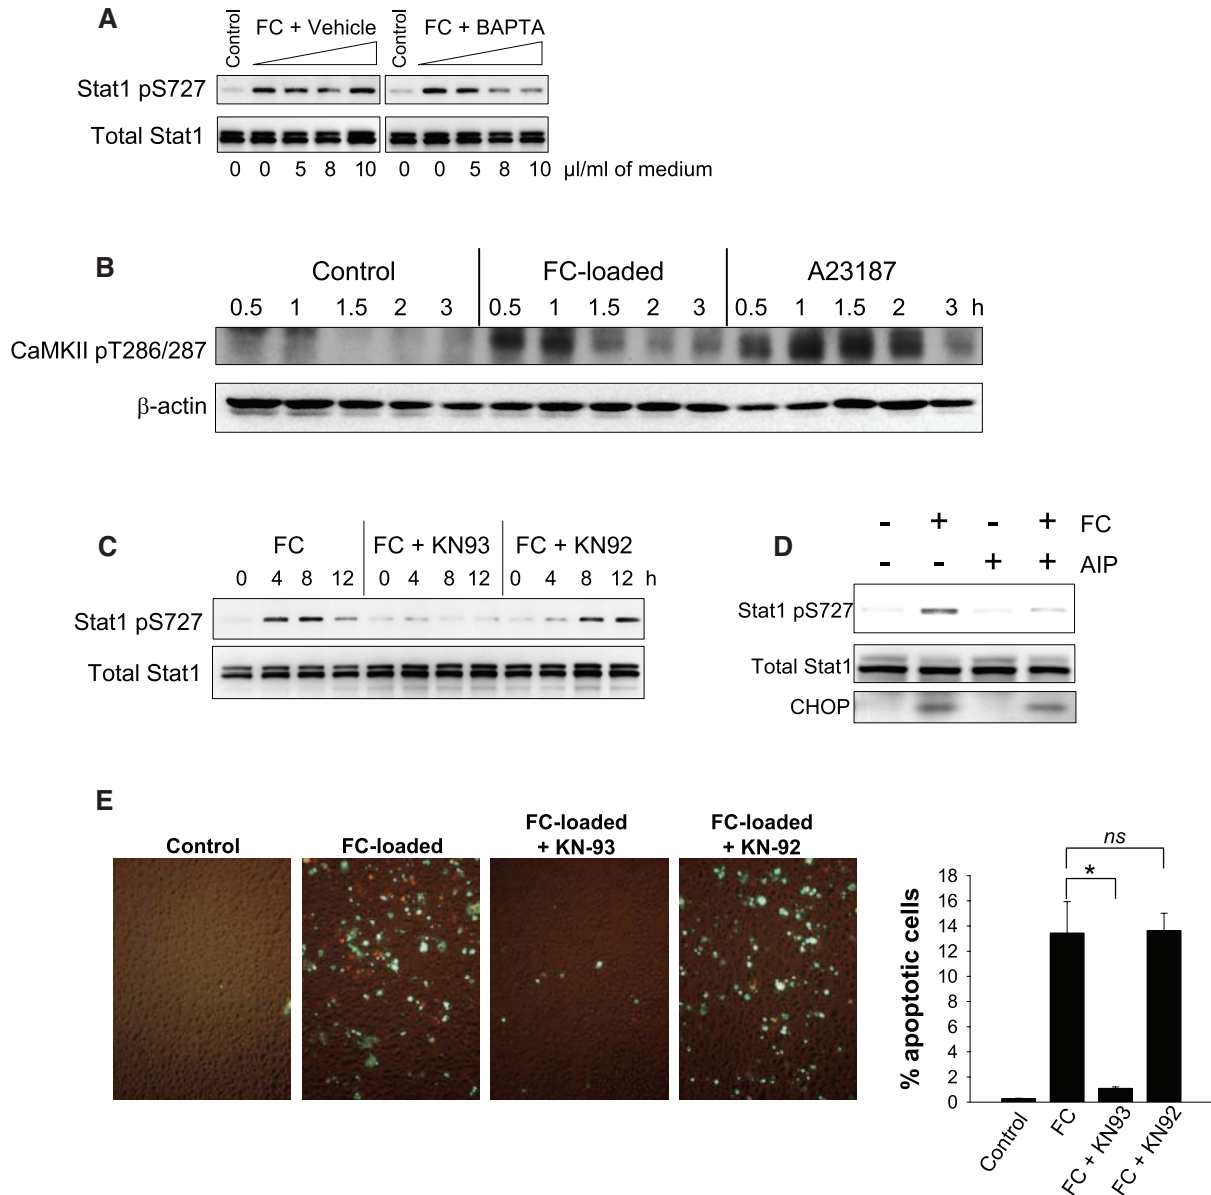 A
Control
FC + Vehicle
Control
FC + BAPTA
Stat1 pS727
Total Stat1
0 0 5 8 10 0 0 5 8 10 µl/ml of medium
B
Control FC-loaded A23187
0.5 1 1.5 2 3 0.5 1 1.5 2 3 0.5 1 1.5 2 3 h
CaMKII pT286/287
β-actin
C
FC FC + KN93 FC + KN92
0 4 8 12 0 4 8 12 0 4 8 12 h
Stat1 pS727
Total Stat1
D
- + - + FC
- - + + AIP
Stat1 pS727
Total Stat1
CHOP
E
Control
FC-loaded
FC-loaded
+ KN-93
FC-loaded
+ KN-92
ns
*
% apoptotic cells
18
16
14
12
10
8
6
4
2
0
Control
FC
FC + KN93
FC + KN92